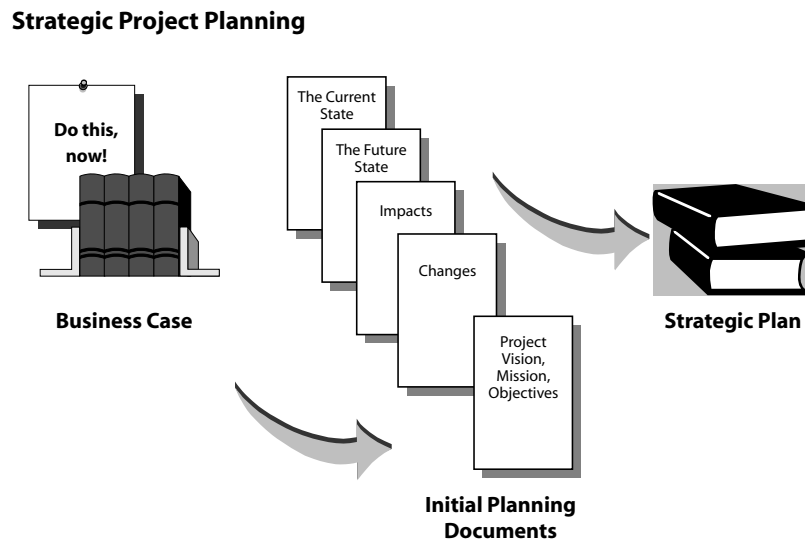 Strategic Project Planning
Do this,
now!
Business Case
The Current
State
The Future
State
Impacts
Changes
Project
Vision,
Mission,
Objectives
Initial Planning
Documents
Strategic Plan